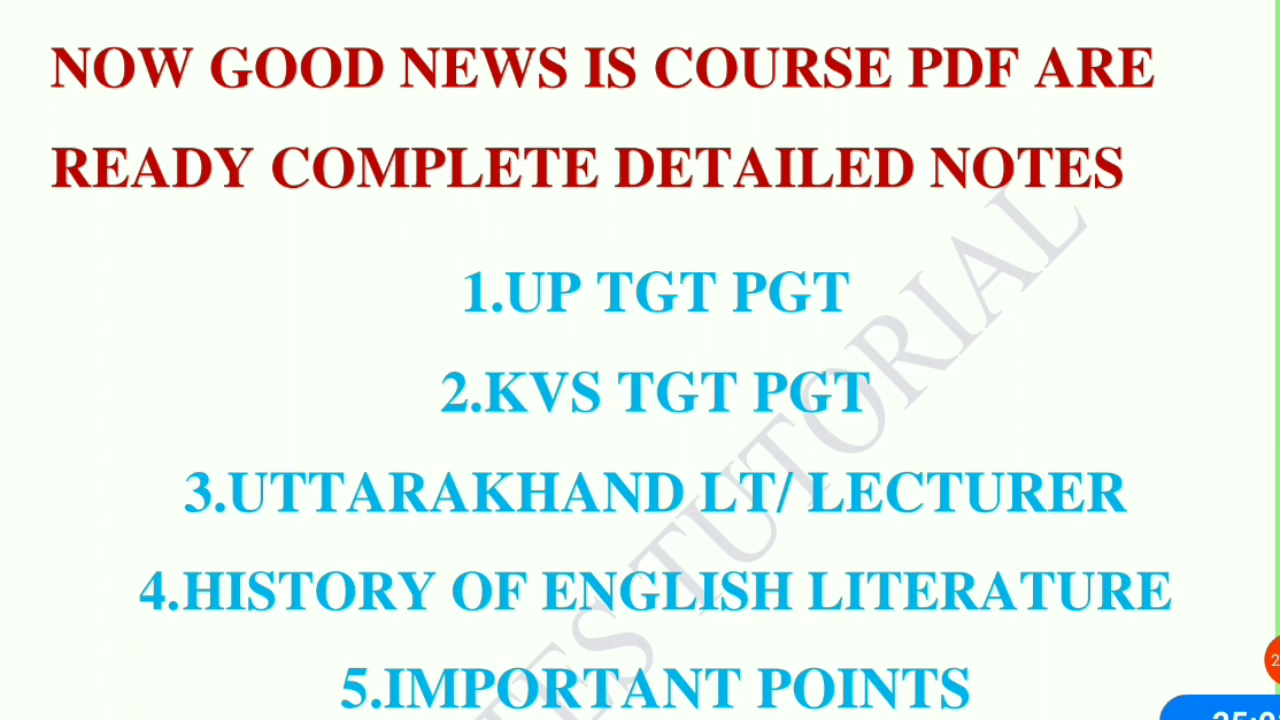 NOW GOOD NEWS IS COURSE PDF ARE
READY COMPLETE DETAILED NOTES
1.UP TGT PGT
2.KVS TGT PGT
3.UTTARAKHAND LT/ LECTURER
4.HISTORY OF ENGLISH LITERATURE
5.IMPORTANT POINTS
TUTORIAL